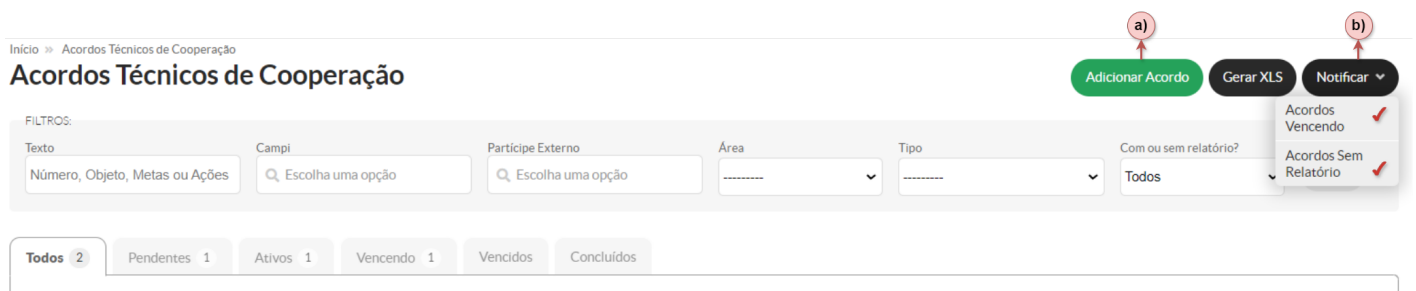 a) b)
Início » Acordos Técnicos de Cooperação
Acordos Técnicos de Cooperação
Adicionar Acordo Gerar XLS Notificar
Acordos
Vencendo
Acordos Sem
Relatório
FILTROS:
Texto Campi Partícipe Externo Área Tipo Com ou sem relatório?
Número, Objeto, Metas ou Ações Escolha uma opção Escolha uma opção --------- --------- Todos
Todos 2 Pendentes 1 Ativos 1 Vencendo 1 Vencidos Concluídos